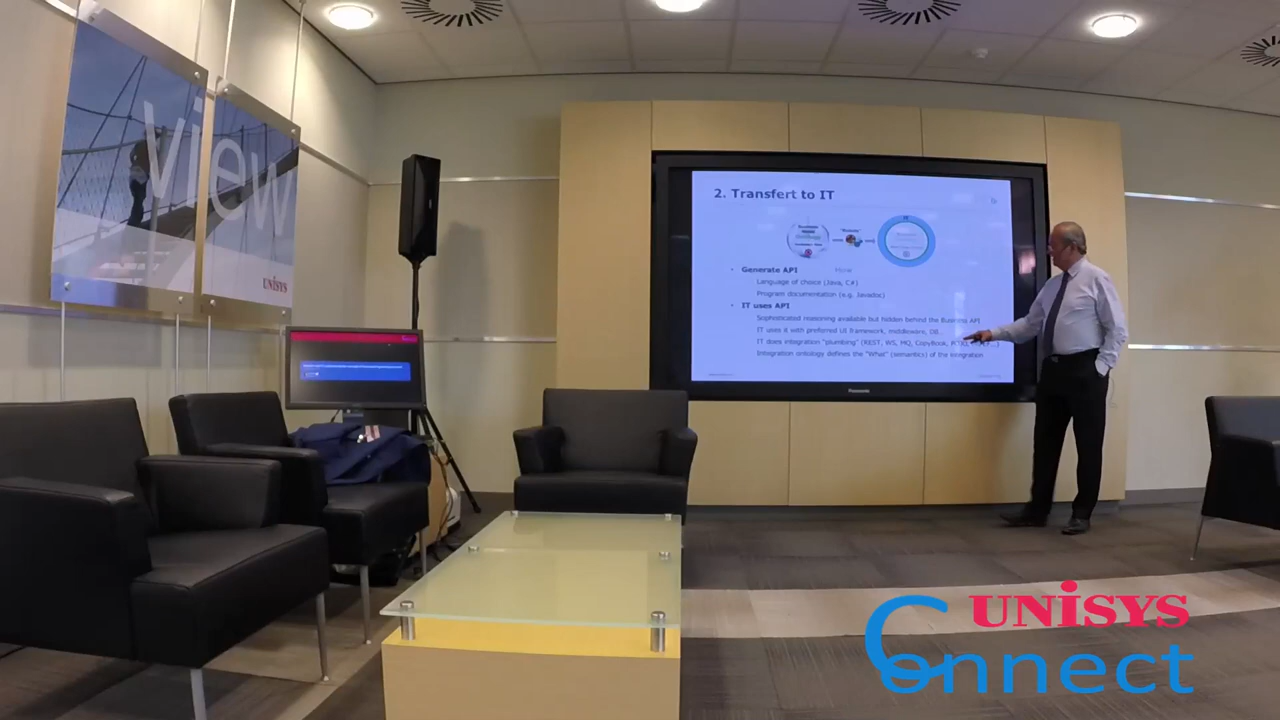 view
UNiSYS
2. Transfert to IT
"Runtime"
• Generate API
Language of choice (Java, C#)
Program documentation (e.g. Javadoc)
• IT uses API
Sophisticated reasoning available but hidden behind the Business API
IT uses it with preferred UI framework, middleware, DB..
IT does integration "plumbing" (REST, WS, MQ, CopyBook,
Integration ontology defines the "What" (semantics) of the integration
Panasonic
UNiSYS
Connect